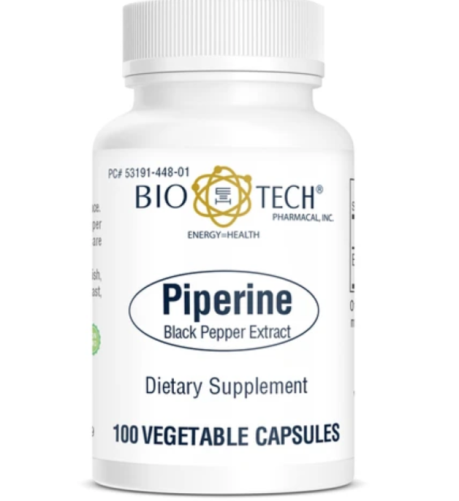 PC# 53191-448-01
BIO TECH®
PHARMACAL, INC.
ENERGY=HEALTH
Piperine
Black Pepper Extract
Dietary Supplement
100 VEGETABLE CAPSULES